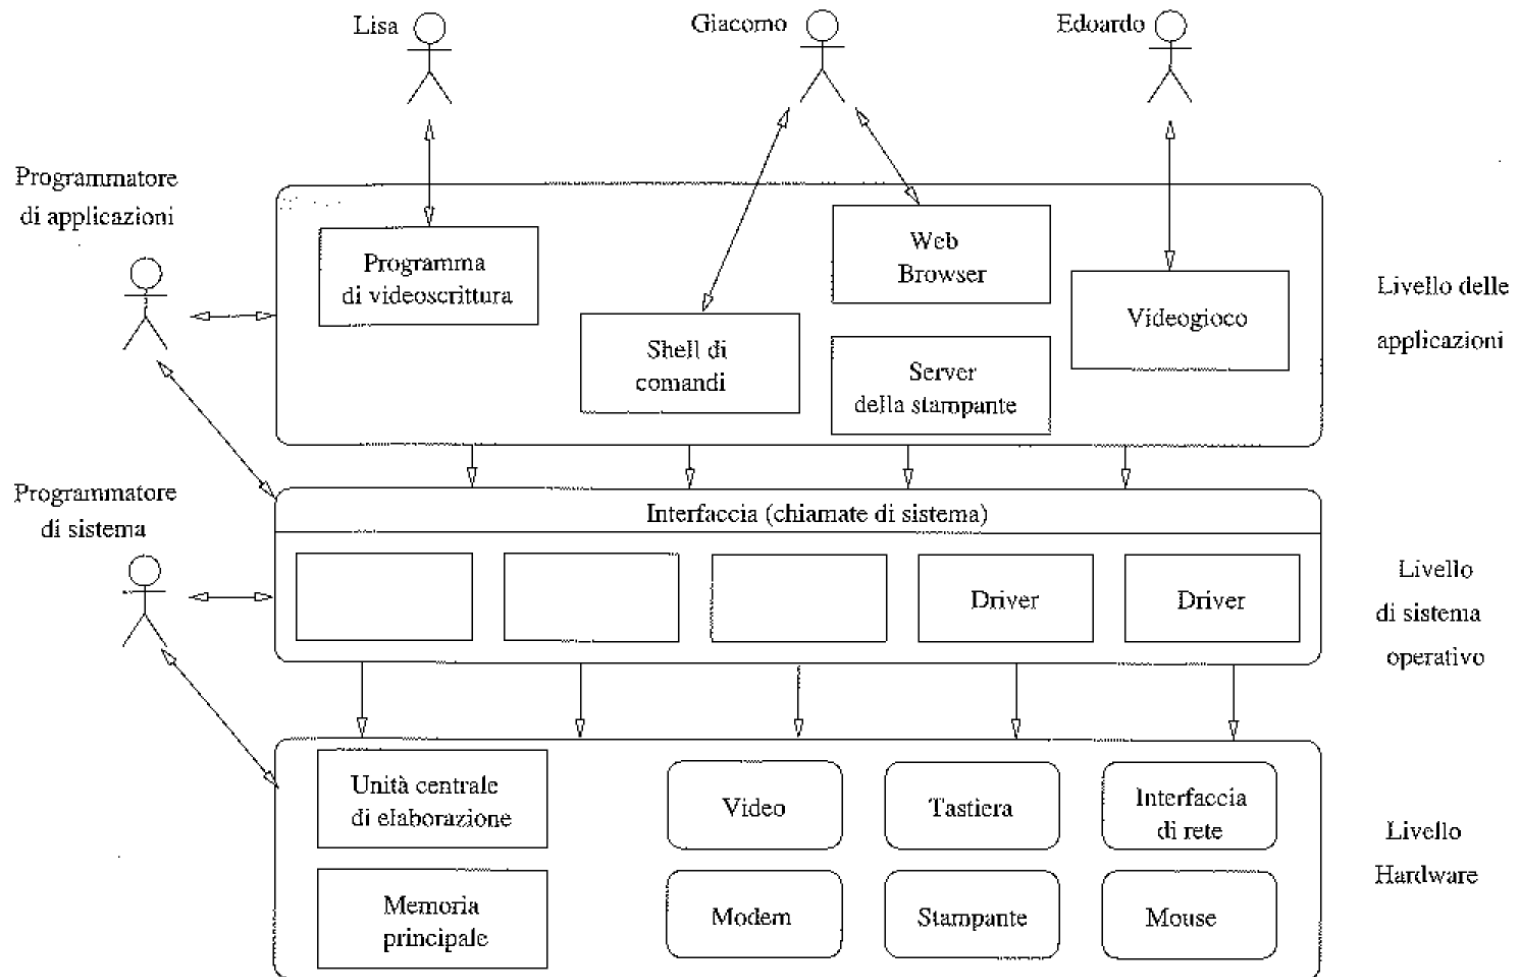 Lisa
Giacomo
Edoardo
Programmatore
di applicazioni
Programma
di videoscrittura
Web
Browser
Videogioco
Livello delle
applicazioni
Shell di
comandi
Server
della stampante
Programmatore
di sistema
Interfaccia (chiamate di sistema)
Driver
Driver
Livello
di sistema
operativo
Unità centrale
di elaborazione
Video
Tastiera
Interfaccia
di rete
Livello
Hardware
Memoria
principale
Modem
Stampante
Mouse